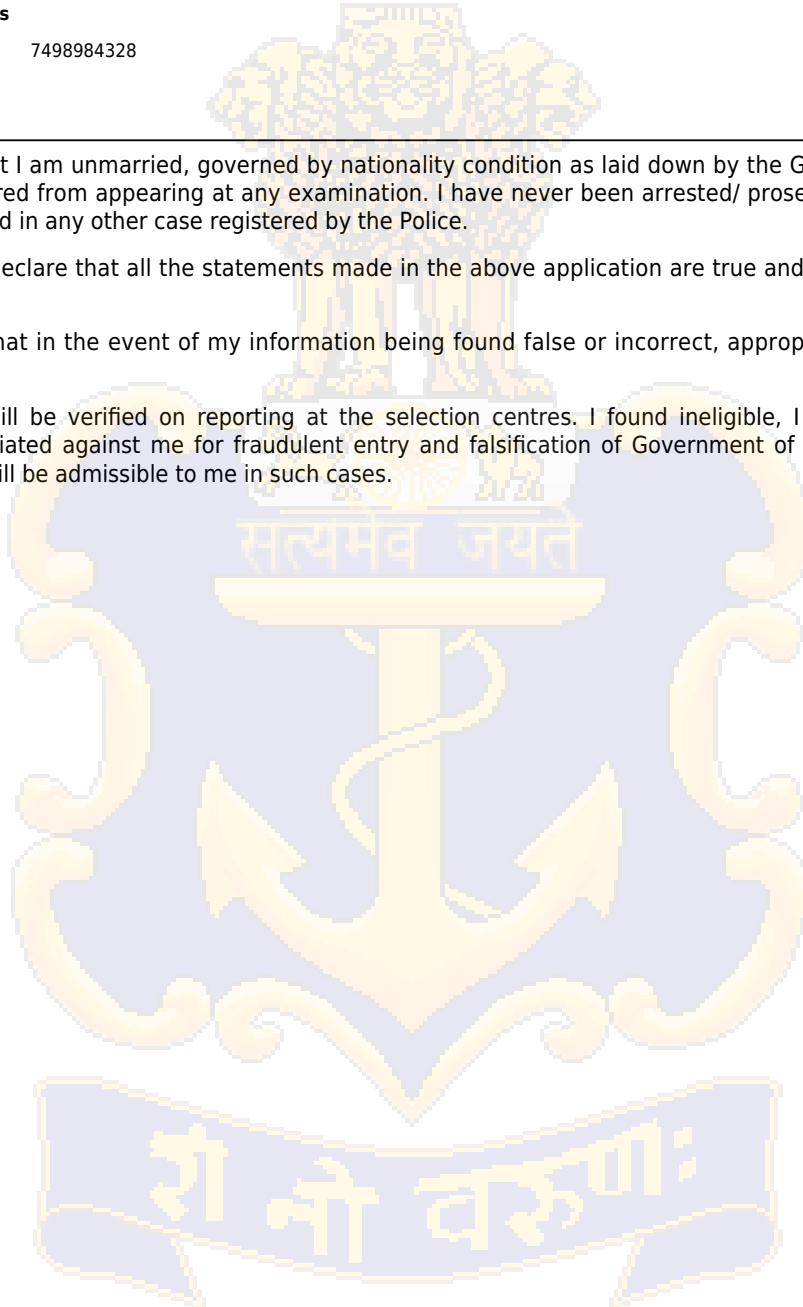 s
7498984328
t I am unmarried, governed by nationality condition as laid down by the G
red from appearing at any examination. I have never been arrested/ prose
d in any other case registered by the Police.
eclare that all the statements made in the above application are true and
nat in the event of my information being found false or incorrect, approp
ill be verified on reporting at the selection centres. I found ineligible, I
iated against me for fraudulent entry and falsification of Government of
ill be admissible to me in such cases.
सत्यमेव जयते
शं नो वरुणः